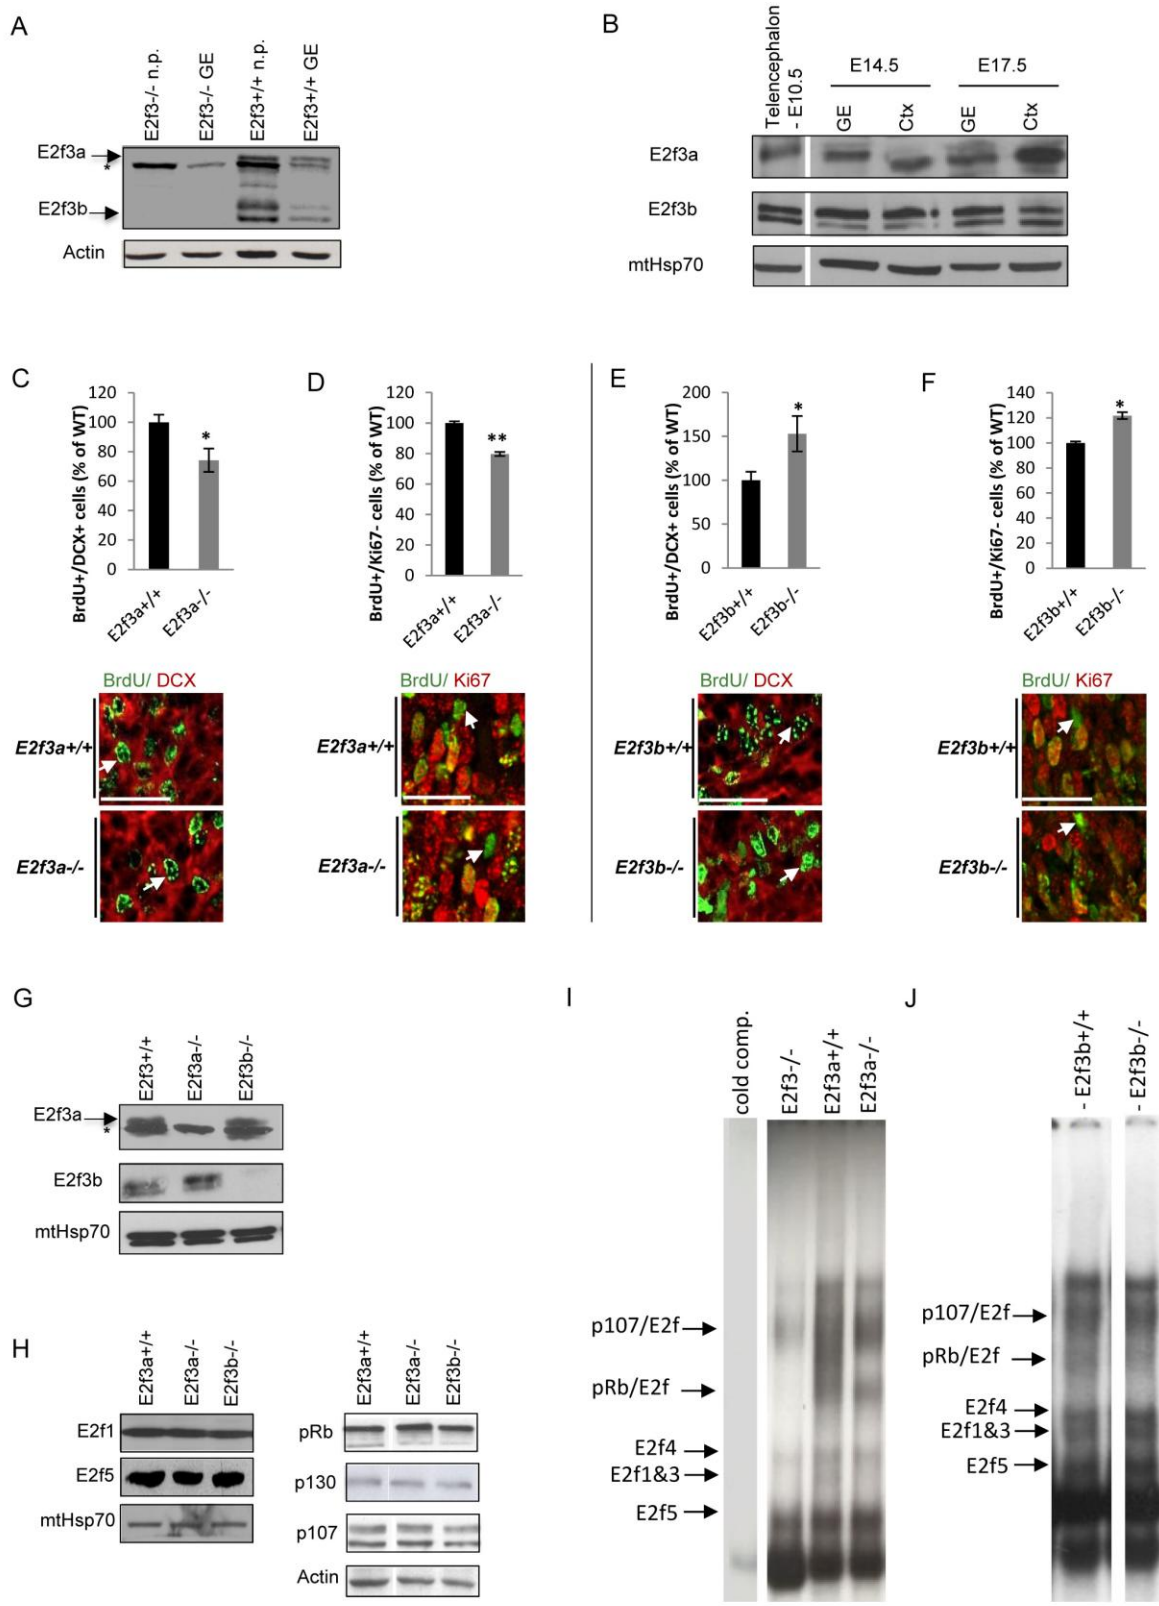 A
E2f3-/- n.p.
E2f3-/- GE
E2f3+/+ n.p.
E2f3+/+ GE
E2f3a
*
E2f3b
Actin
B
Telencephalon
- E10.5
E14.5
E17.5
GE
Ctx
GE
Ctx
E2f3a
E2f3b
mtHsp70
C
BrdU+/DCX+ cells (% of WT)
120
100
80
60
40
20
0
*
E2f3a+/+
E2f3a-/-
BrdU/ DCX
E2f3a+/+
E2f3a-/-
D
BrdU+/Ki67- cells (% of WT)
120
100
80
60
40
20
0
**
E2f3a+/+
E2f3a-/-
BrdU/ Ki67
E2f3a+/+
E2f3a-/-
E
BrdU+/DCX+ cells (% of WT)
200
150
100
50
0
*
E2f3b+/+
E2f3b-/-
BrdU/ DCX
E2f3b+/+
E2f3b-/-
F
BrdU+/Ki67- cells (% of WT)
140
120
100
80
60
40
20
0
*
E2f3b+/+
E2f3b-/-
BrdU/ Ki67
E2f3b+/+
E2f3b-/-
G
E2f3+/+
E2f3a-/-
E2f3b-/-
E2f3a
*
E2f3b
mtHsp70
H
E2f3a+/+
E2f3a-/-
E2f3b-/-
E2f1
E2f5
mtHsp70
E2f3a+/+
E2f3a-/-
E2f3b-/-
pRb
p130
p107
Actin
I
cold comp.
E2f3-/-
E2f3a+/+
E2f3a-/-
p107/E2f
pRb/E2f
E2f4
E2f1&3
E2f5
J
- E2f3b+/+
- E2f3b-/-
p107/E2f
pRb/E2f
E2f4
E2f1&3
E2f5